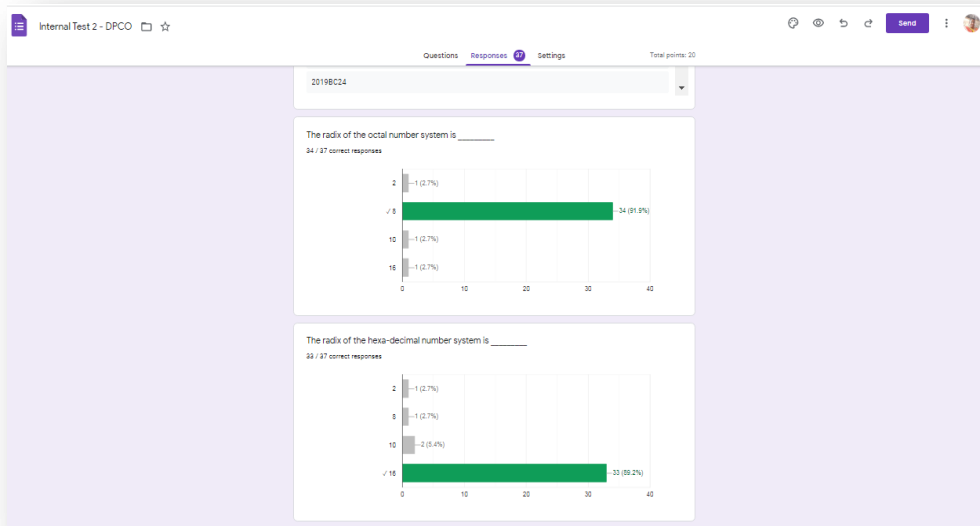 Internal Test 2 - DPCO
Send
Questions Responses 37 Settings Total points: 20
2019BC24
The radix of the octal number system is ________
34 / 37 correct responses
2 1 (2.7%)
✓ 8 34 (91.9%)
10 1 (2.7%)
16 1 (2.7%)
0 10 20 30 40
The radix of the hexa-decimal number system is ________
33 / 37 correct responses
2 1 (2.7%)
8 1 (2.7%)
10 2 (5.4%)
✓ 16 33 (89.2%)
0 10 20 30 40